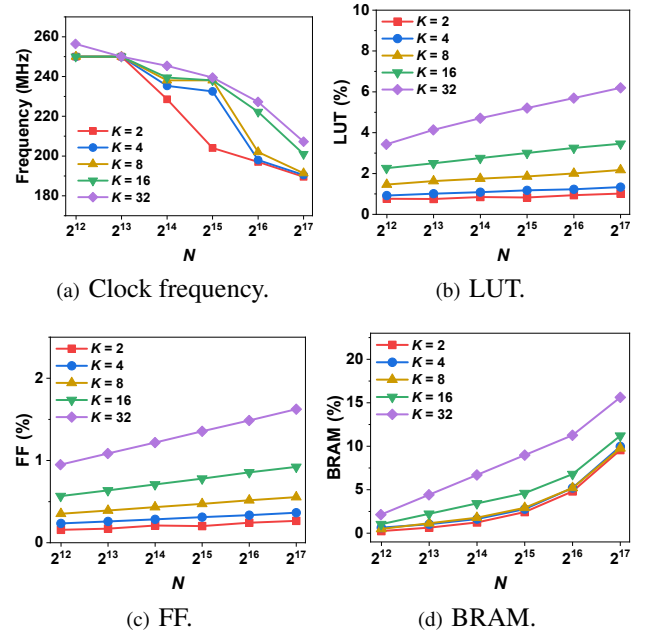 Frequency (MHz)
260
240
220
200
180
K = 2
K = 4
K = 8
K = 16
K = 32
2^12 2^13 2^14 2^15 2^16 2^17
N
(a) Clock frequency.
LUT (%)
10
8
6
4
2
0
K = 2
K = 4
K = 8
K = 16
K = 32
2^12 2^13 2^14 2^15 2^16 2^17
N
(b) LUT.
FF (%)
2
1
0
K = 2
K = 4
K = 8
K = 16
K = 32
2^12 2^13 2^14 2^15 2^16 2^17
N
(c) FF.
BRAM (%)
20
15
10
5
0
K = 2
K = 4
K = 8
K = 16
K = 32
2^12 2^13 2^14 2^15 2^16 2^17
N
(d) BRAM.